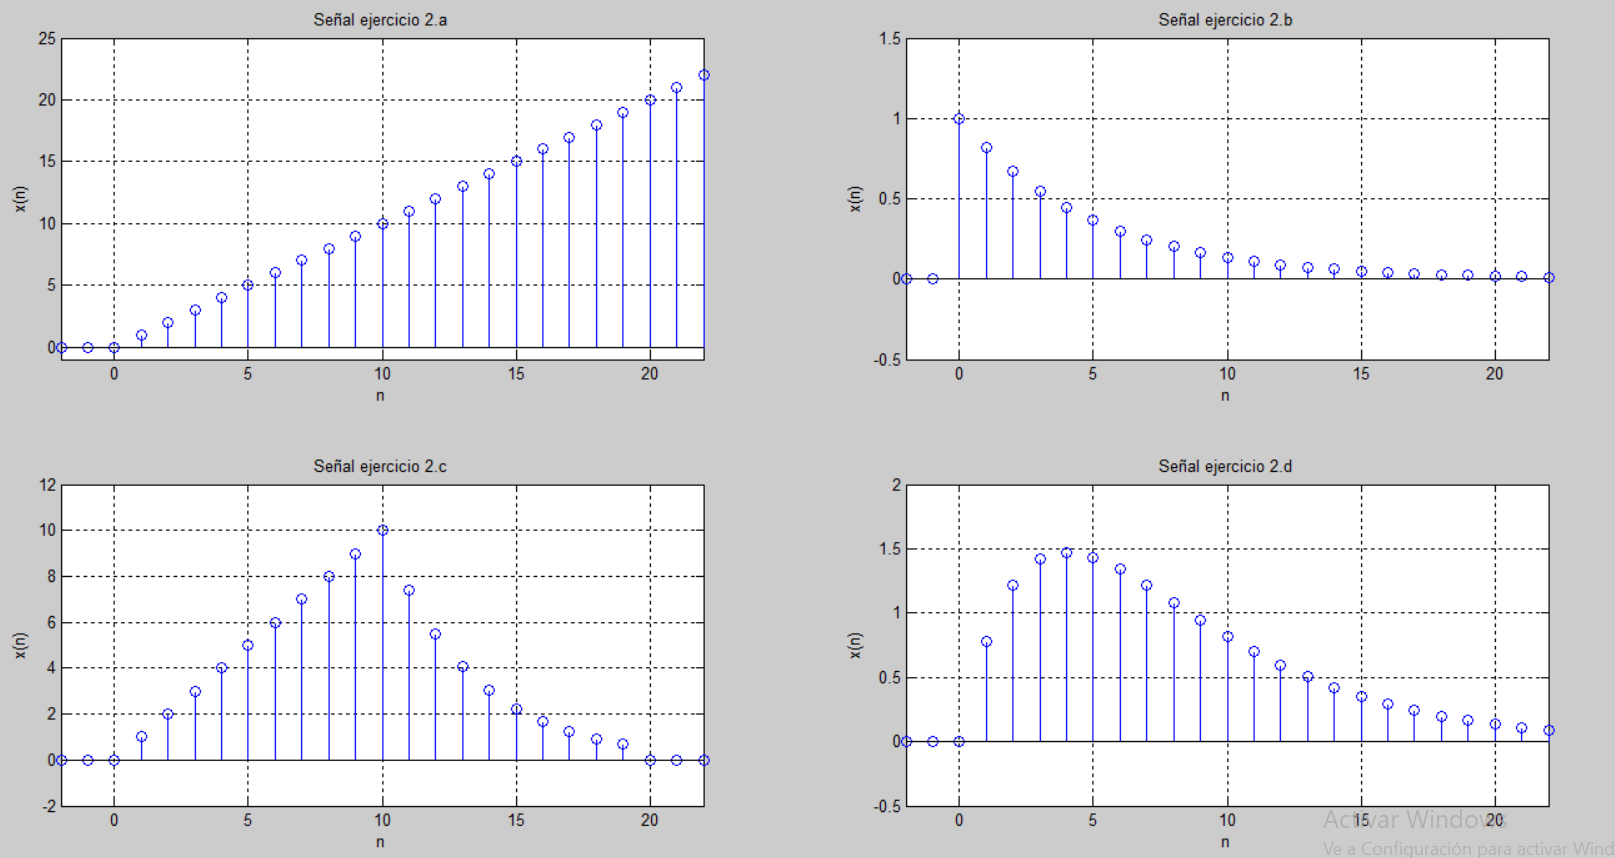 Señal ejercicio 2.a
25
20
15
10
5
0
x(n)
0 5 10 15 20
n
Señal ejercicio 2.b
1.5
1
0.5
0
-0.5
x(n)
0 5 10 15 20
n
Señal ejercicio 2.c
12
10
8
6
4
2
0
-2
x(n)
0 5 10 15 20
n
Señal ejercicio 2.d
2
1.5
1
0.5
0
-0.5
x(n)
0 5 10 15 20
n
Activar Windows
Ve a Configuración para activar Wind